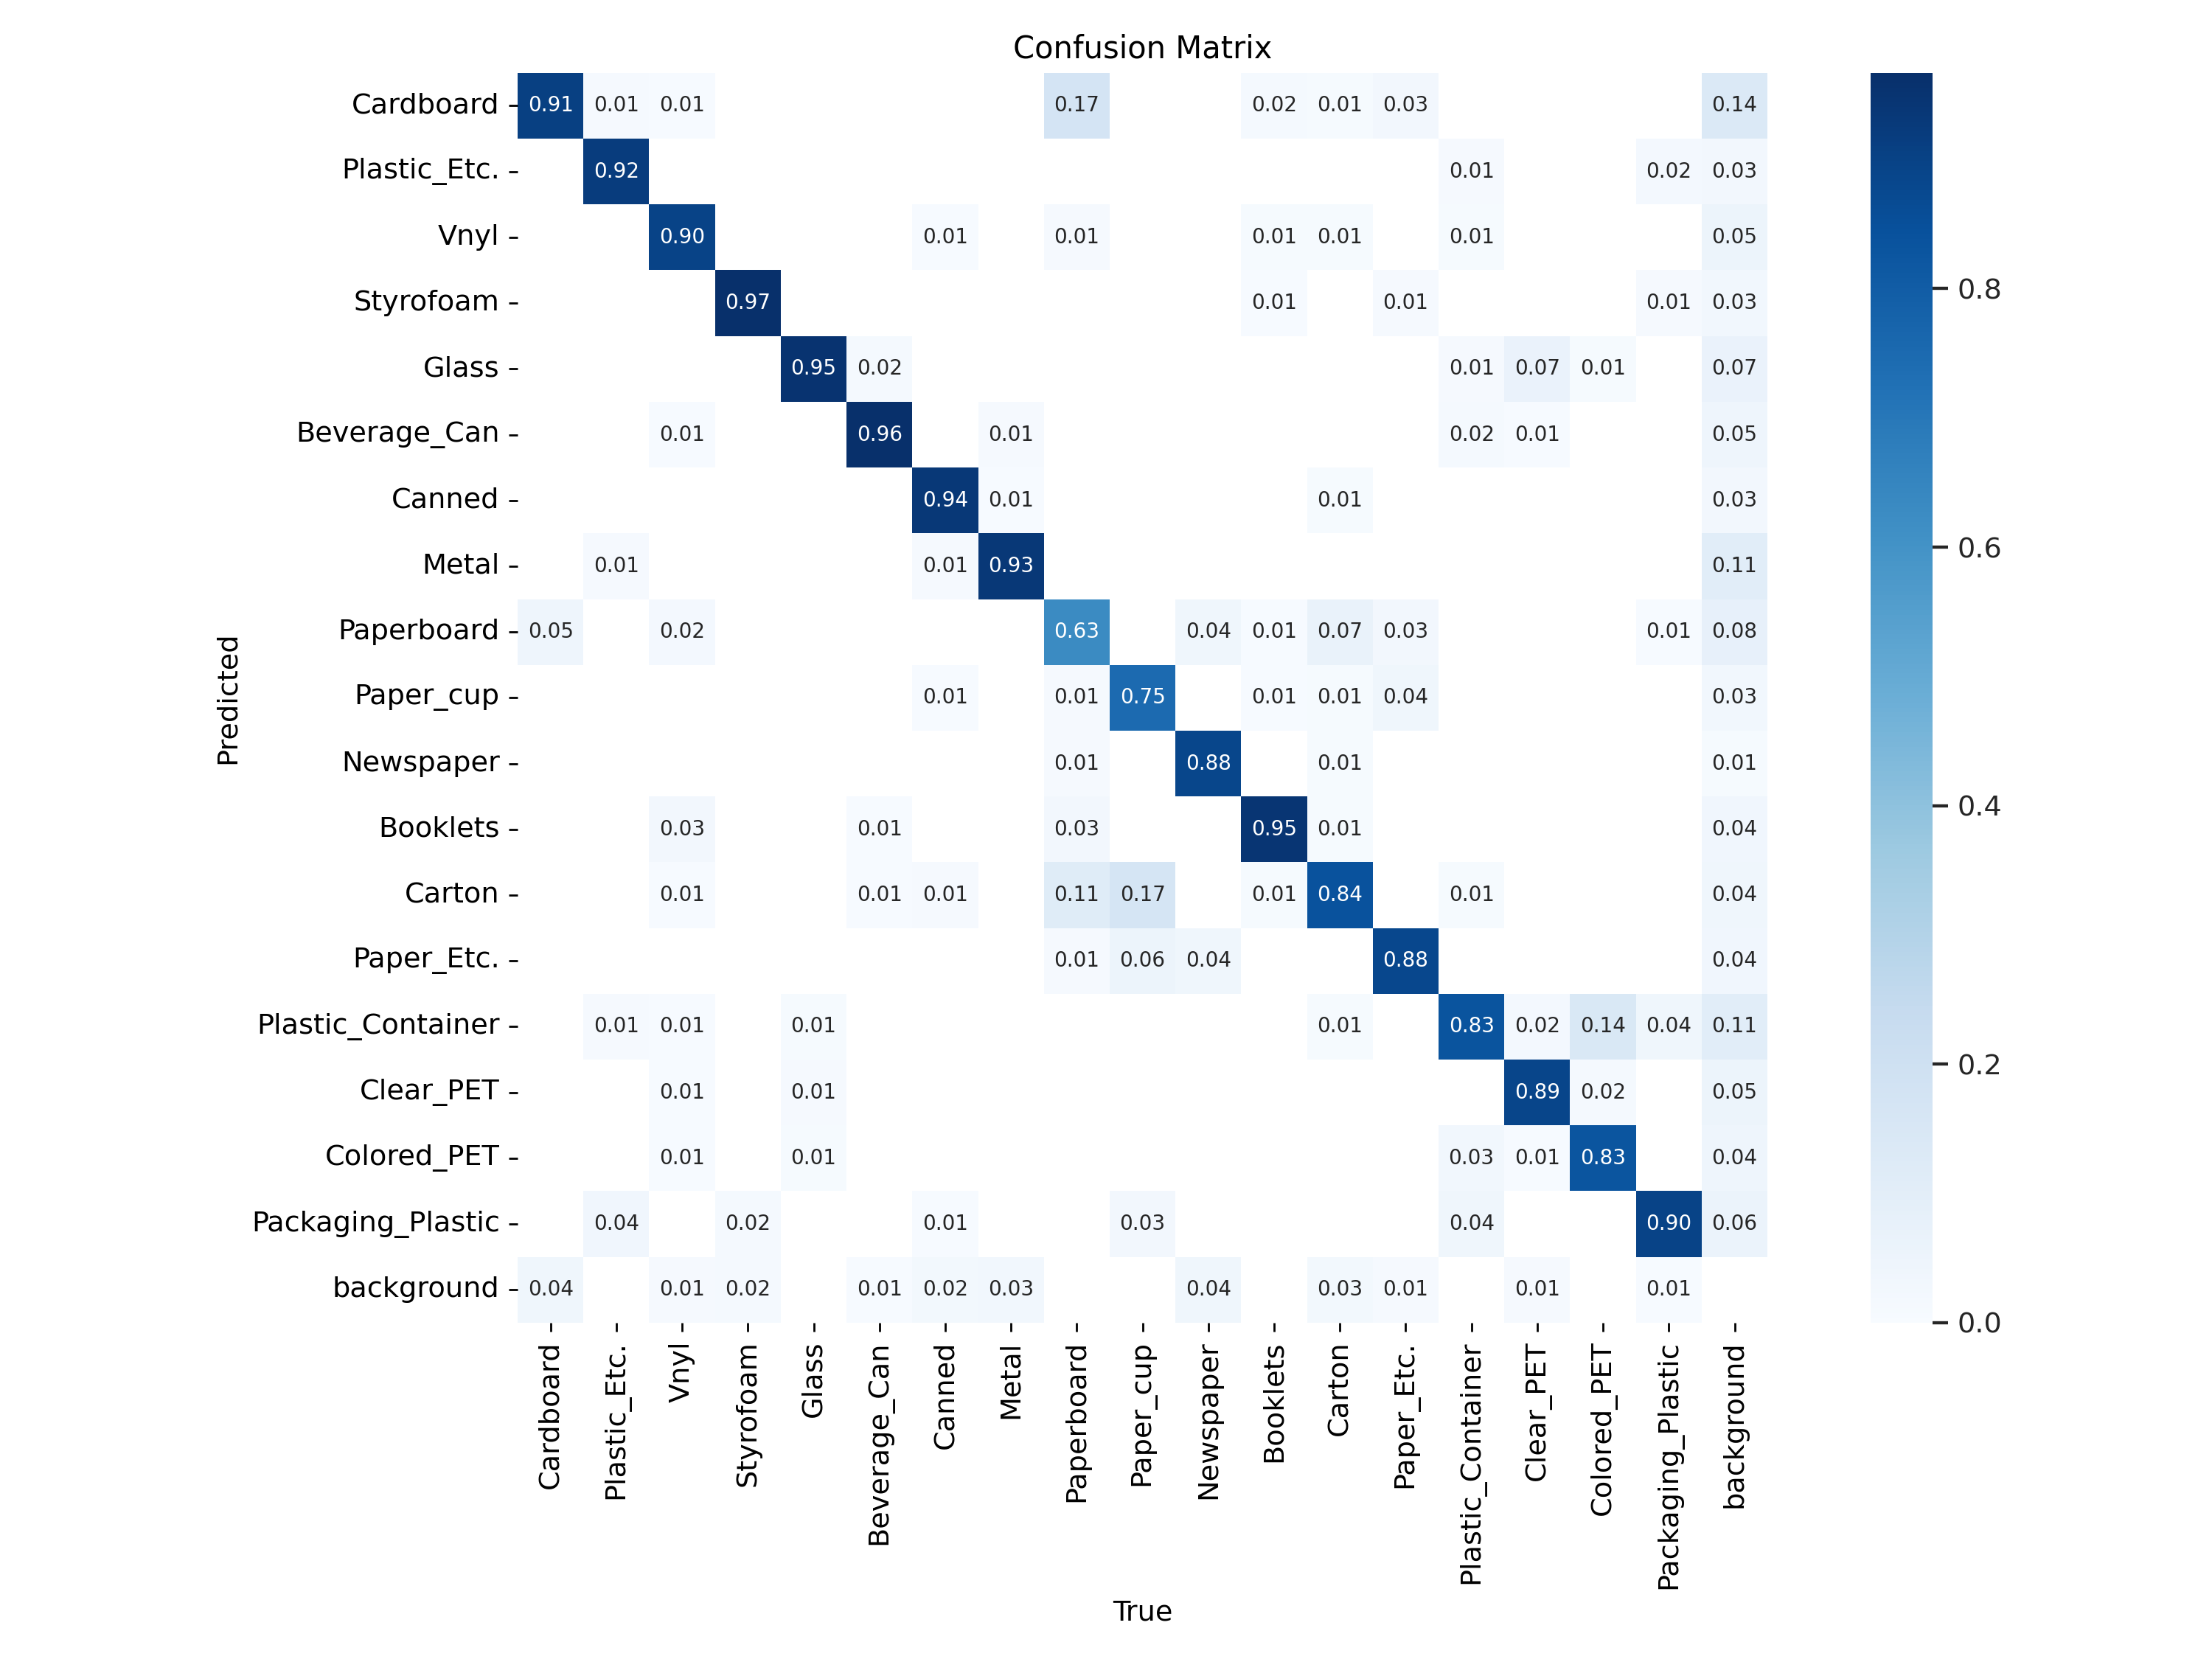 Confusion Matrix
Cardboard 0.91 0.01 0.01 0.17 0.02 0.01 0.03 0.14
Plastic_Etc. 0.92 0.01 0.02 0.03
Vnyl 0.90 0.01 0.01 0.01 0.01 0.01 0.05
Styrofoam 0.97 0.01 0.01 0.01 0.03
Glass 0.95 0.02 0.01 0.07 0.01 0.07
Beverage_Can 0.01 0.96 0.01 0.02 0.01 0.05
Canned 0.94 0.01 0.01 0.03
Metal 0.01 0.01 0.93 0.11
Paperboard 0.05 0.02 0.63 0.04 0.01 0.07 0.03 0.01 0.08
Paper_cup 0.01 0.01 0.75 0.01 0.01 0.04 0.03
Newspaper 0.01 0.88 0.01 0.01
Booklets 0.03 0.01 0.03 0.95 0.01 0.04
Carton 0.01 0.01 0.01 0.11 0.17 0.01 0.84 0.01 0.04
Paper_Etc. 0.01 0.06 0.04 0.88 0.04
Plastic_Container 0.01 0.01 0.01 0.01 0.83 0.02 0.14 0.04 0.11
Clear_PET 0.01 0.01 0.89 0.02 0.05
Colored_PET 0.01 0.01 0.03 0.01 0.83 0.04
Packaging_Plastic 0.04 0.02 0.01 0.03 0.04 0.90 0.06
background 0.04 0.01 0.02 0.01 0.02 0.03 0.04 0.03 0.01 0.01 0.01
Predicted
Cardboard
Plastic_Etc.
Vnyl
Styrofoam
Glass
Beverage_Can
Canned
Metal
Paperboard
Paper_cup
Newspaper
Booklets
Carton
Paper_Etc.
Plastic_Container
Clear_PET
Colored_PET
Packaging_Plastic
background
True
0.8
0.6
0.4
0.2
0.0